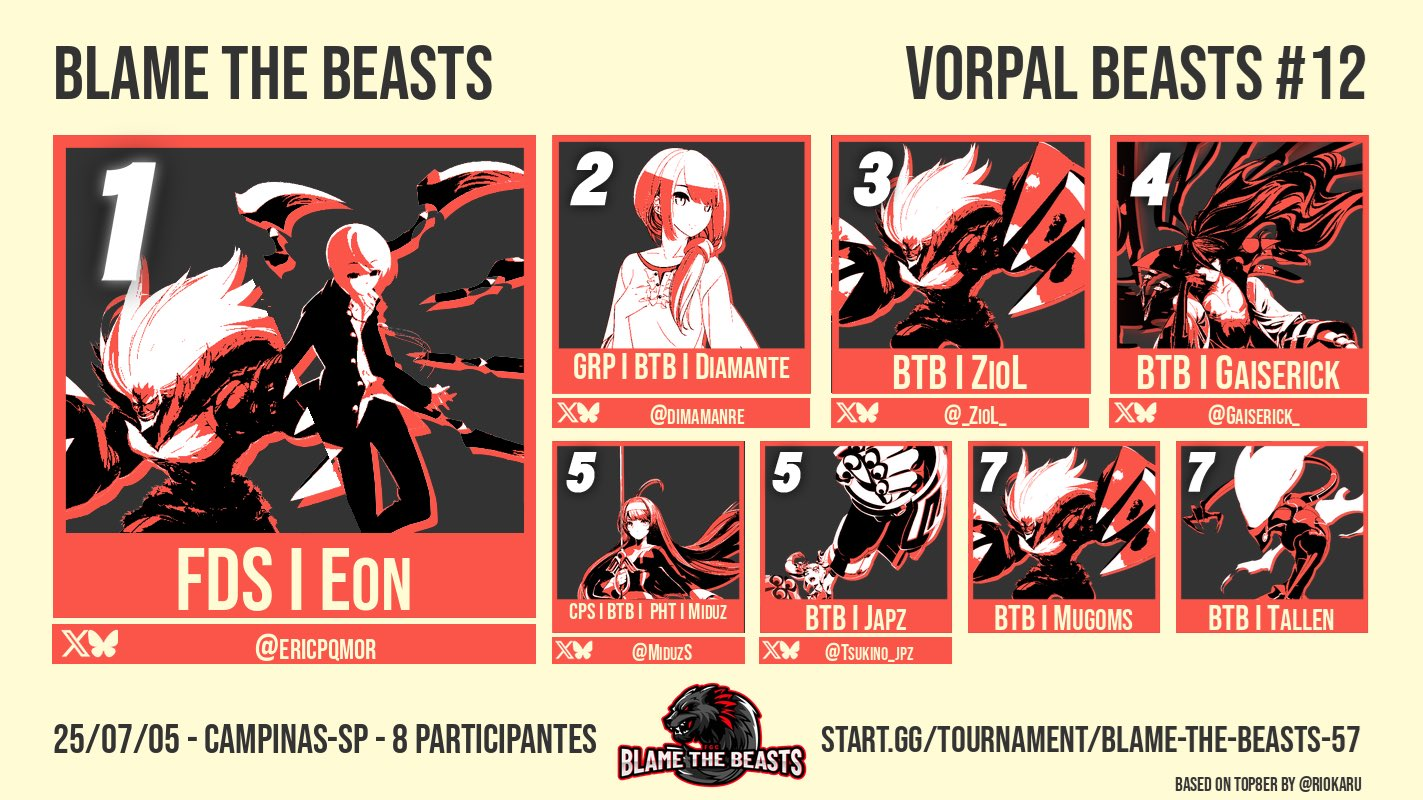 BLAME THE BEASTS
VORPAL BEASTS #12
1
FDS | EON
@ERICPQMOR
2
GRP | BTB | DIAMANTE
@DIMAMANRE
3
BTB | ZIOL
@_ZIOL_
4
BTB | GAISERICK
@GAISERICK_
5
CPS | BTB | PHT | MIDUZ
@MIDUZS
5
BTB | JAPZ
@TSUKINO_JPZ
7
BTB | MUGOMS
7
BTB | TALLEN
25/07/05 - CAMPINAS-SP - 8 PARTICIPANTES
BLAME THE BEASTS
START.GG/TOURNAMENT/BLAME-THE-BEASTS-57
BASED ON TOP8ER BY @RIOKARU